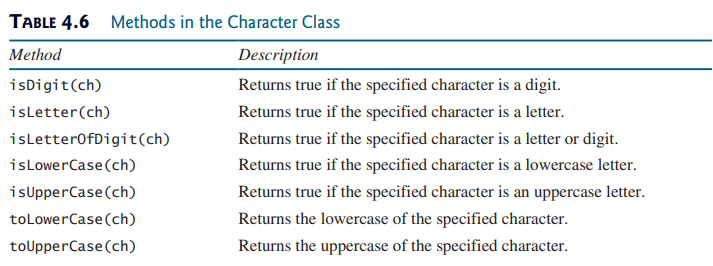 TABLE 4.6 Methods in the Character Class
Method Description
isDigit(ch) Returns true if the specified character is a digit.
isLetter(ch) Returns true if the specified character is a letter.
isLetterOfDigit(ch) Returns true if the specified character is a letter or digit.
isLowerCase(ch) Returns true if the specified character is a lowercase letter.
isUpperCase(ch) Returns true if the specified character is an uppercase letter.
toLowerCase(ch) Returns the lowercase of the specified character.
toUpperCase(ch) Returns the uppercase of the specified character.